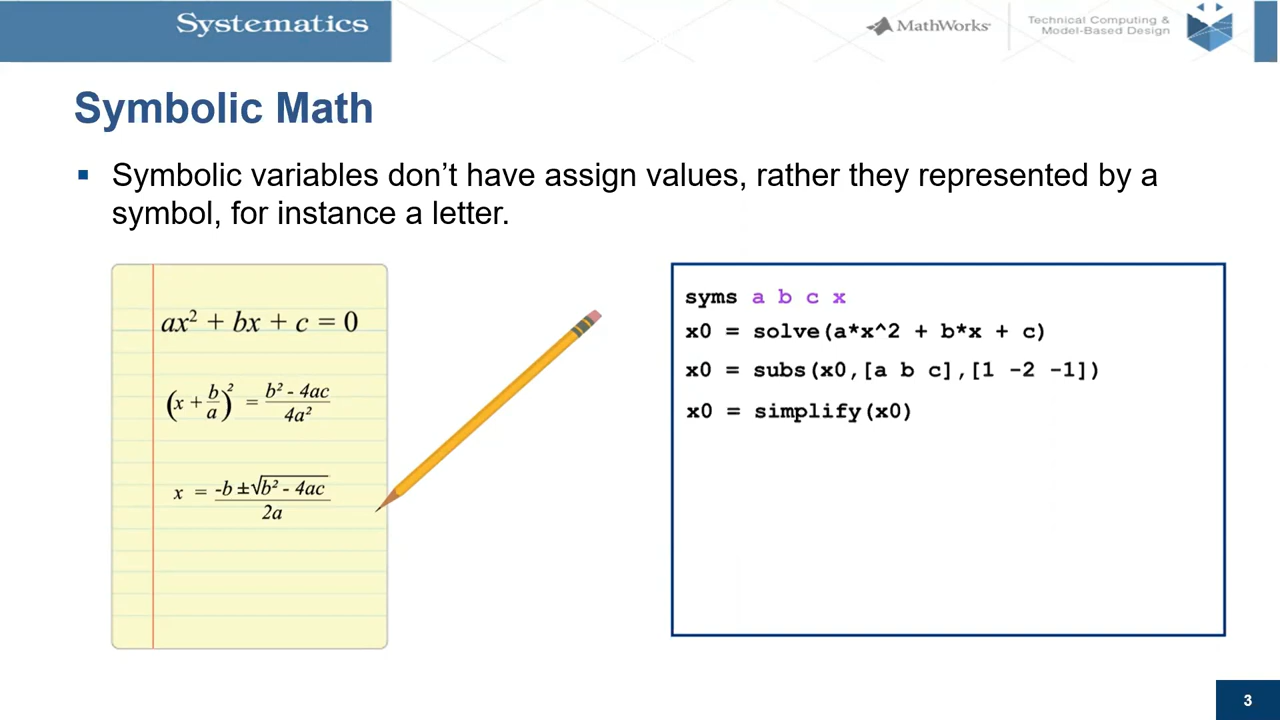 Systematics
MathWorks
Technical Computing &
Model-Based Design
Symbolic Math
▪ Symbolic variables don’t have assign values, rather they represented by a
symbol, for instance a letter.
ax² + bx + c = 0
(x + b/a)² = (b² - 4ac)/(4a²)
x = (-b ±√(b² - 4ac))/(2a)
syms a b c x
x0 = solve(a*x^2 + b*x + c)
x0 = subs(x0,[a b c],[1 -2 -1])
x0 = simplify(x0)
3